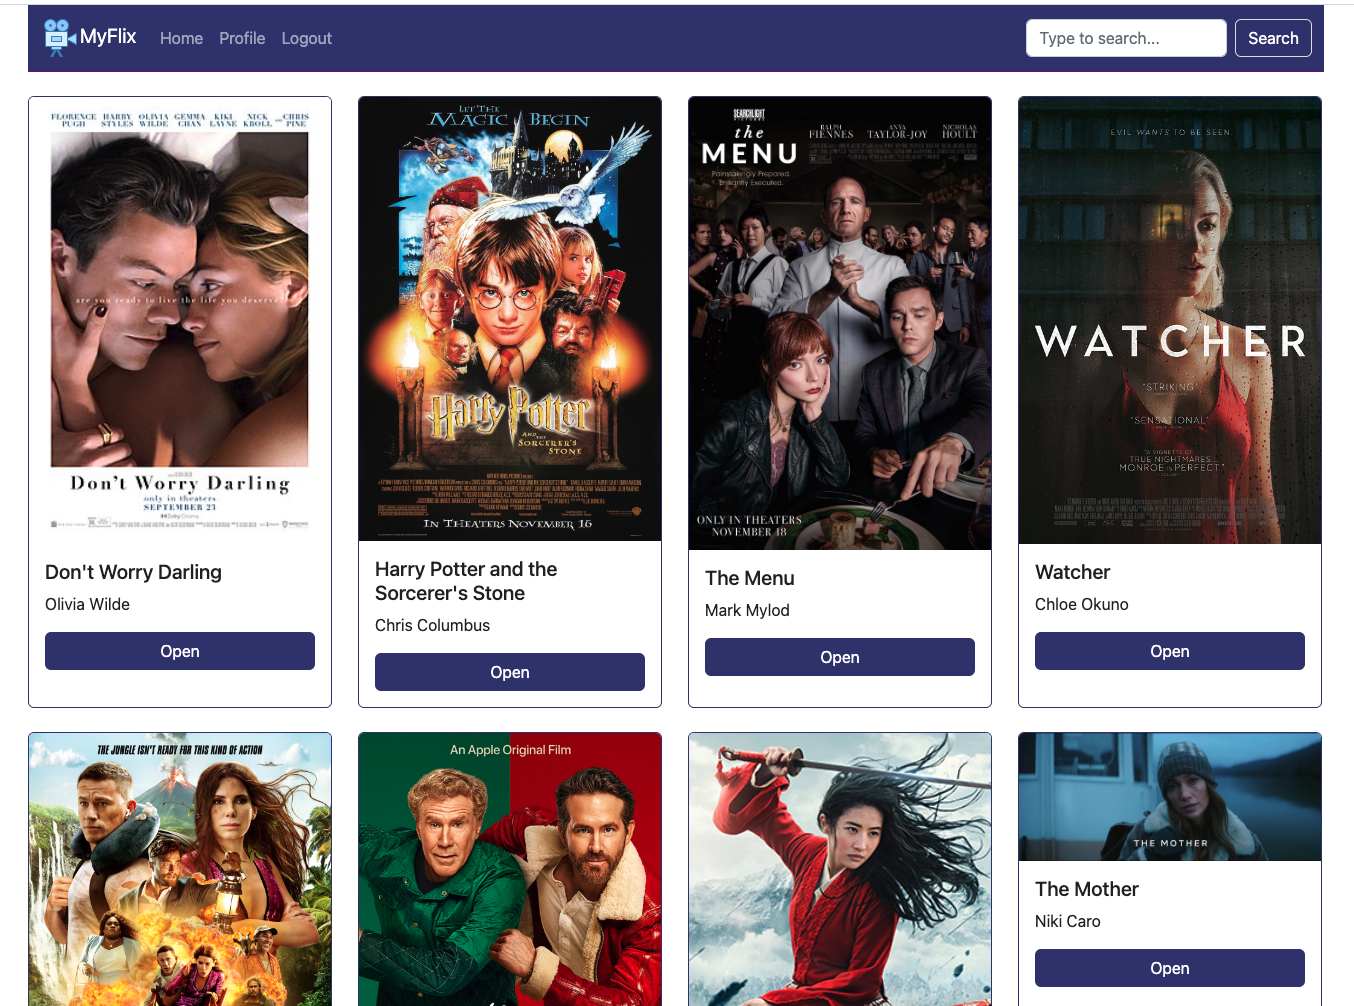 MyFlix
Home
Profile
Logout
Type to search...
Search
FLORENCE PUGH
HARRY STYLES
OLIVIA WILDE
GEMMA CHAN
KIKI LAYNE
NICK KROLL
AND CHRIS PINE
are you ready to live the life you deserve?
Don't Worry Darling
only in theaters
SEPTEMBER 23
Don't Worry Darling
Olivia Wilde
Open
LET THE
MAGIC BEGIN
Harry Potter
AND THE
SORCERER'S
STONE
IN THEATERS NOVEMBER 16
Harry Potter and the
Sorcerer's Stone
Chris Columbus
Open
SEARCHLIGHT
PICTURES
the
MENU
Painstakingly Prepared.
Brilliantly Executed.
RALPH FIENNES
ANYA TAYLOR-JOY
NICHOLAS HOULT
ONLY IN THEATERS
NOVEMBER 18
The Menu
Mark Mylod
Open
EVIL WANTS TO BE SEEN
WATCHER
"STRIKING"
"SENSATIONAL"
"A VIGNETTE OF
TRUE NIGHTMARES...
MONROE IS PERFECT."
Watcher
Chloe Okuno
Open
THE JUNGLE ISN'T READY FOR THIS KIND OF ACTION
An Apple Original Film
THE MOTHER
The Mother
Niki Caro
Open